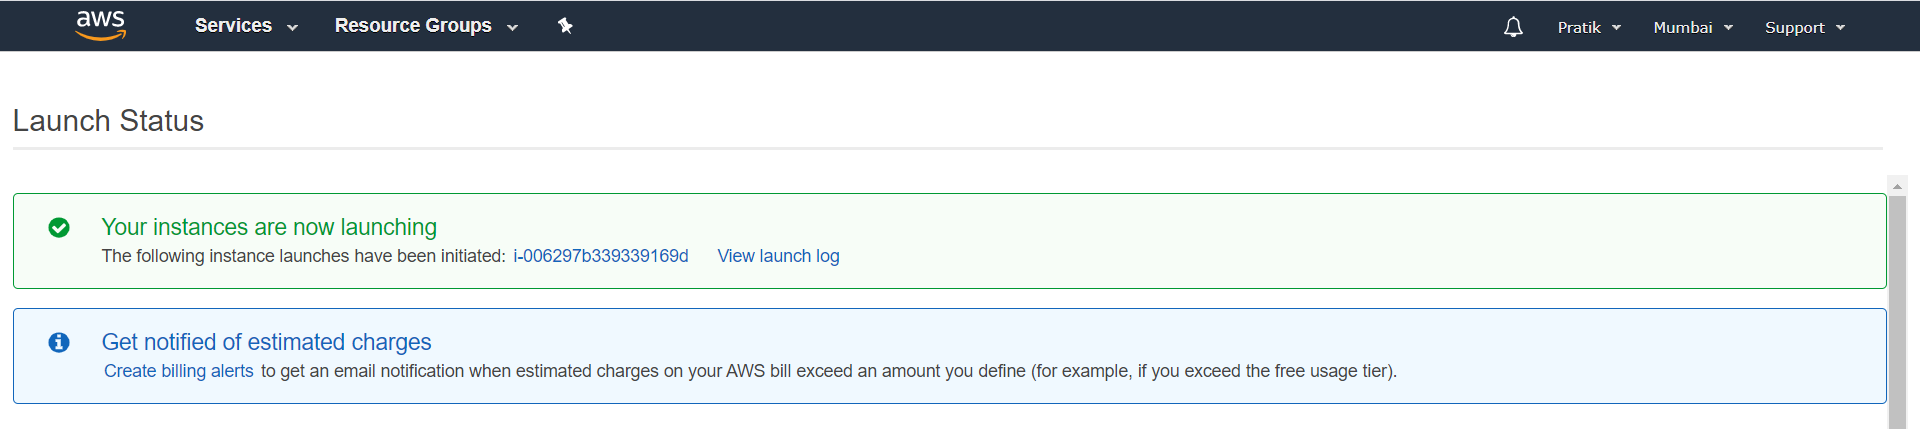 aws Services Resource Groups Pratik Mumbai Support
Launch Status
Your instances are now launching
The following instance launches have been initiated: i-006297b339339169d View launch log
Get notified of estimated charges
Create billing alerts to get an email notification when estimated charges on your AWS bill exceed an amount you define (for example, if you exceed the free usage tier).